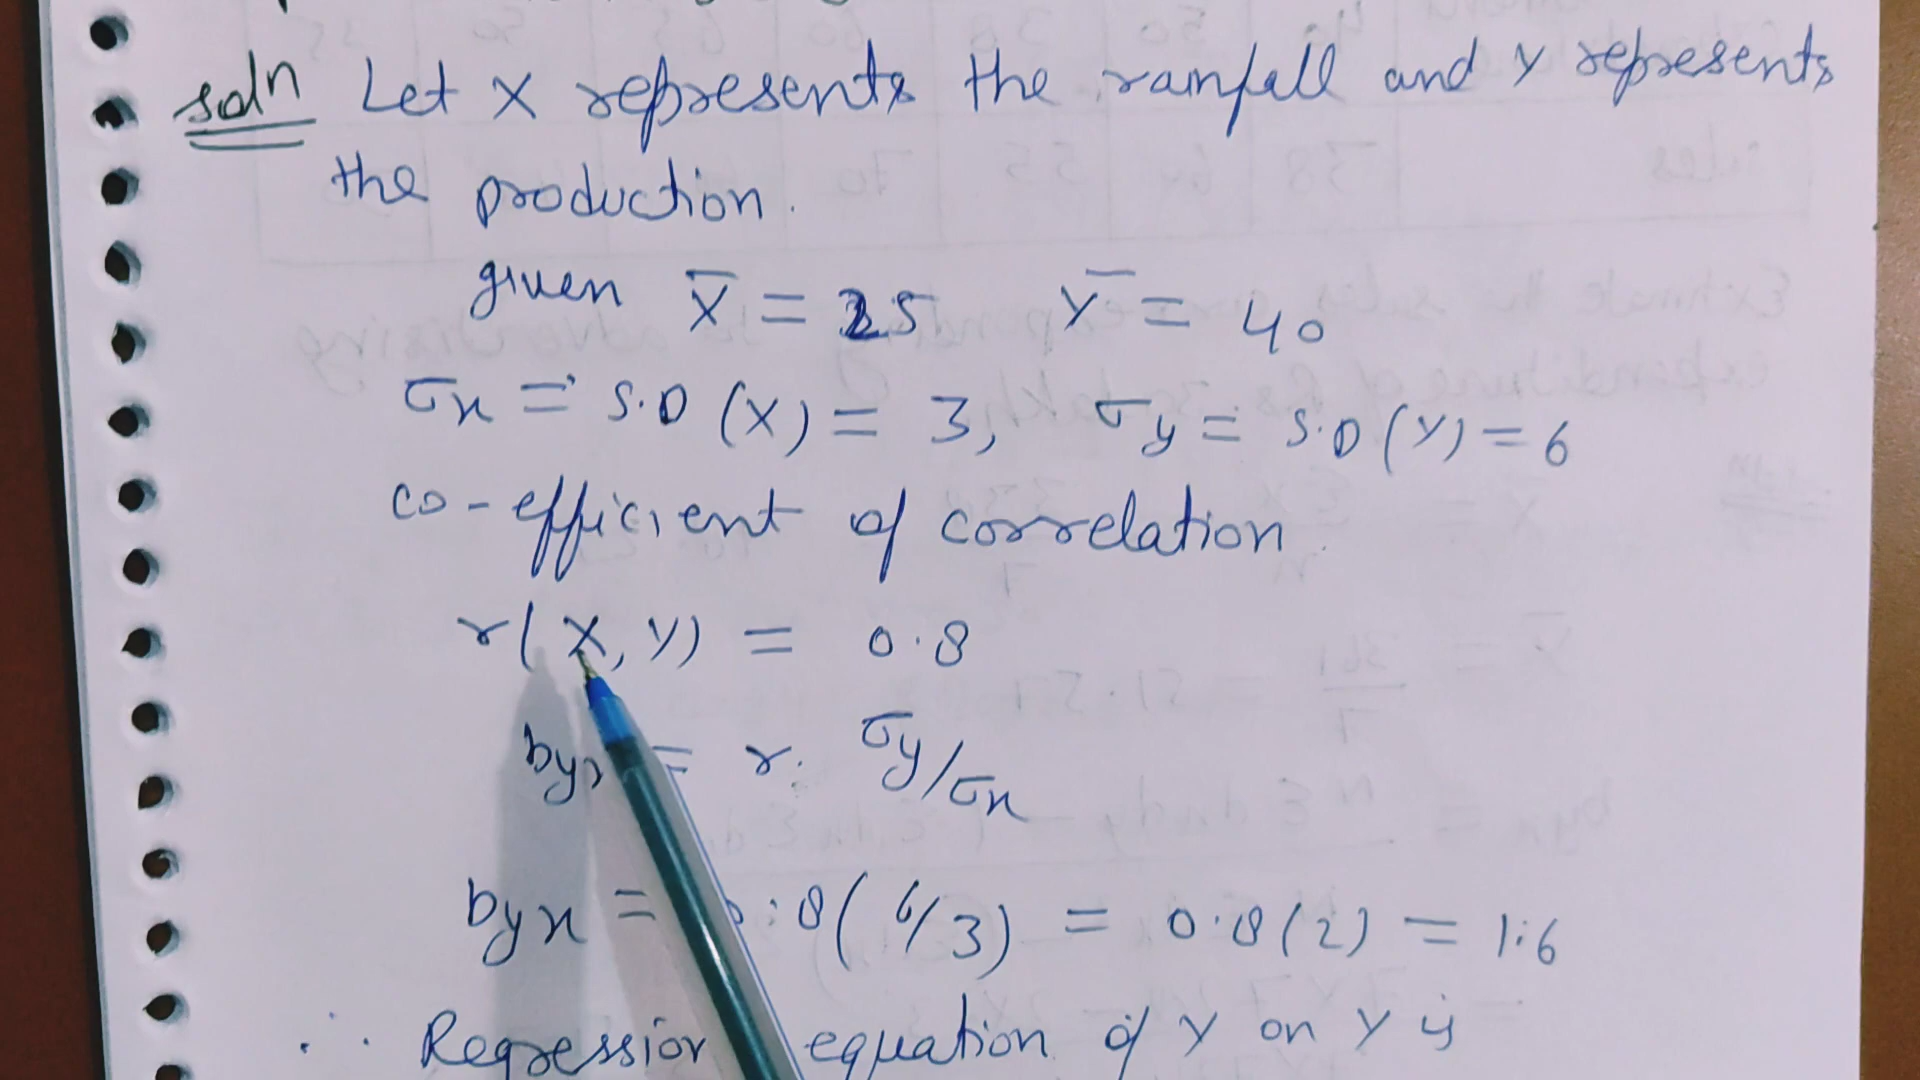 soln Let X represents the rainfall and Y represents
the production.
given X̅ = 25 Y̅ = 40
σx = S.D (X) = 3, σy = S.D (Y) = 6
co-efficient of correlation
r(X, Y) = 0.8
= r. σy/σx
byx = 0.8(6/3) = 0.8(2) = 1.6
∴ Regression equation of Y on Y is